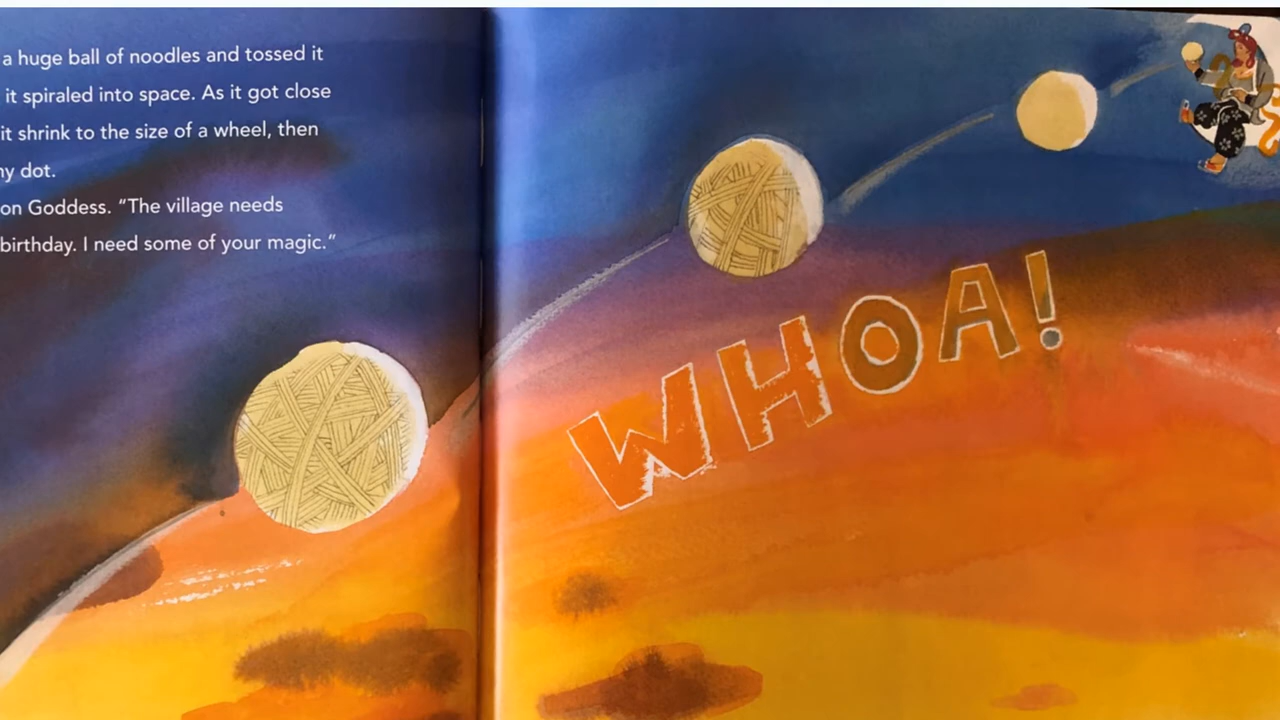 a huge ball of noodles and tossed it
it spiraled into space. As it got close
it shrink to the size of a wheel, then
ny dot.
on Goddess. “The village needs
birthday. I need some of your magic.”
WHOA!